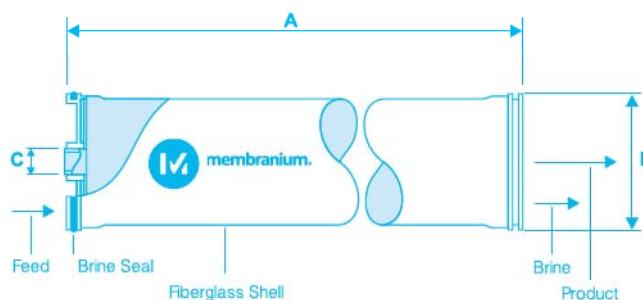 A
C
membranium.
Feed
Brine Seal
Fiberglass Shell
Brine
Product